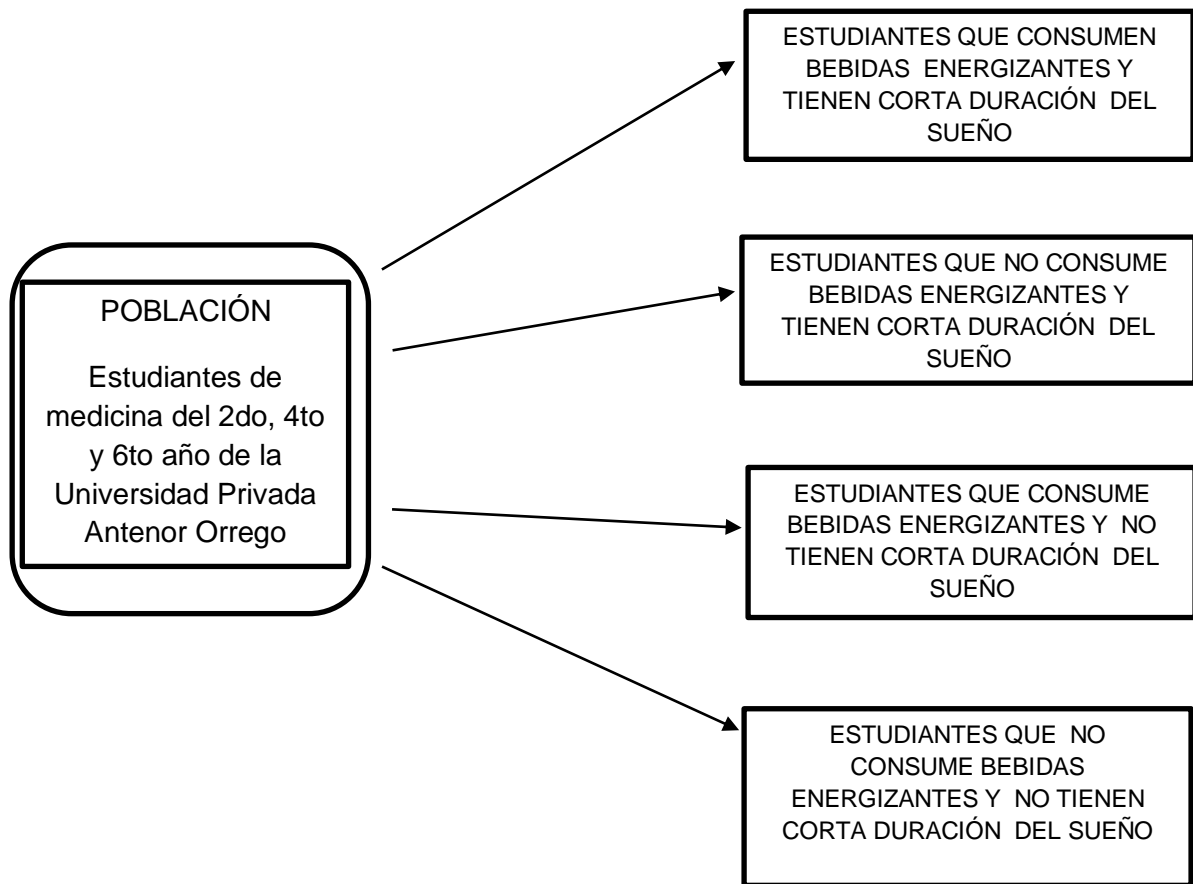 ESTUDIANTES QUE CONSUMEN
BEBIDAS ENERGIZANTES Y
TIENEN CORTA DURACIÓN DEL
SUEÑO
ESTUDIANTES QUE NO CONSUME
BEBIDAS ENERGIZANTES Y
TIENEN CORTA DURACIÓN DEL
SUEÑO
POBLACIÓN
Estudiantes de
medicina del 2do, 4to
y 6to año de la
Universidad Privada
Antenor Orrego
ESTUDIANTES QUE CONSUME
BEBIDAS ENERGIZANTES Y NO
TIENEN CORTA DURACIÓN DEL
SUEÑO
ESTUDIANTES QUE NO
CONSUME BEBIDAS
ENERGIZANTES Y NO TIENEN
CORTA DURACIÓN DEL SUEÑO